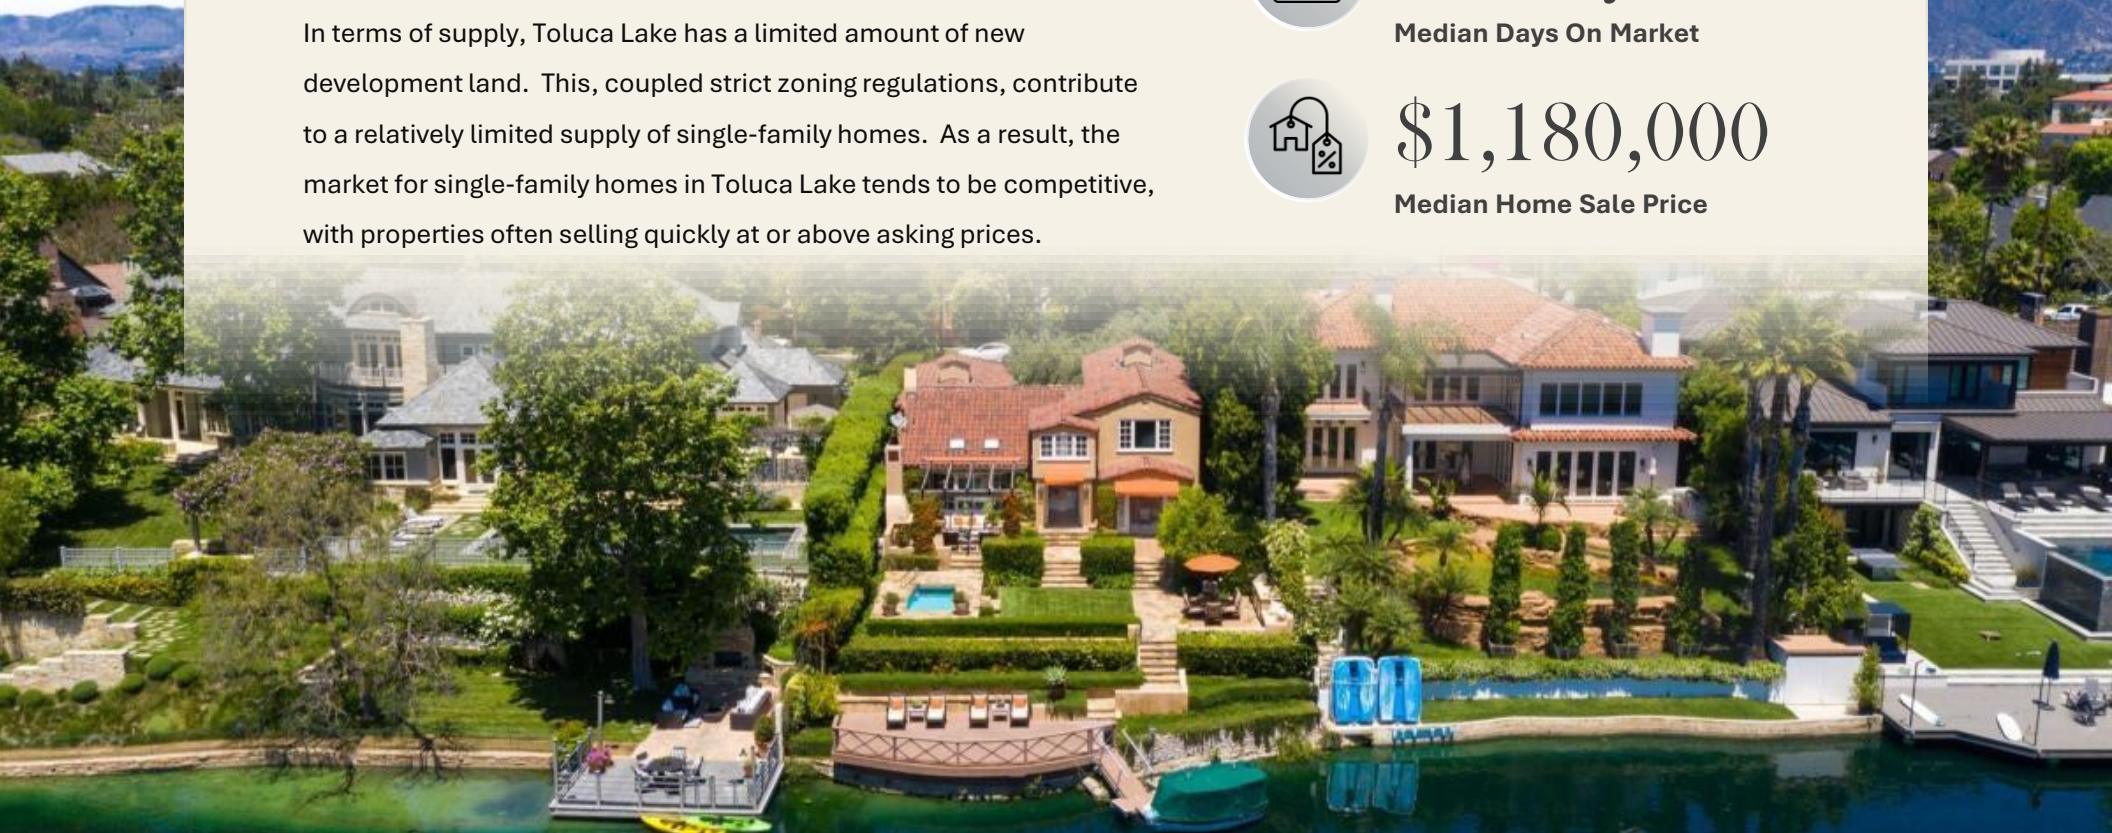 In terms of supply, Toluca Lake has a limited amount of new
development land.  This, coupled strict zoning regulations, contribute
to a relatively limited supply of single-family homes.  As a result, the
market for single-family homes in Toluca Lake tends to be competitive,
with properties often selling quickly at or above asking prices.
Median Days On Market
$1,180,000
Median Home Sale Price